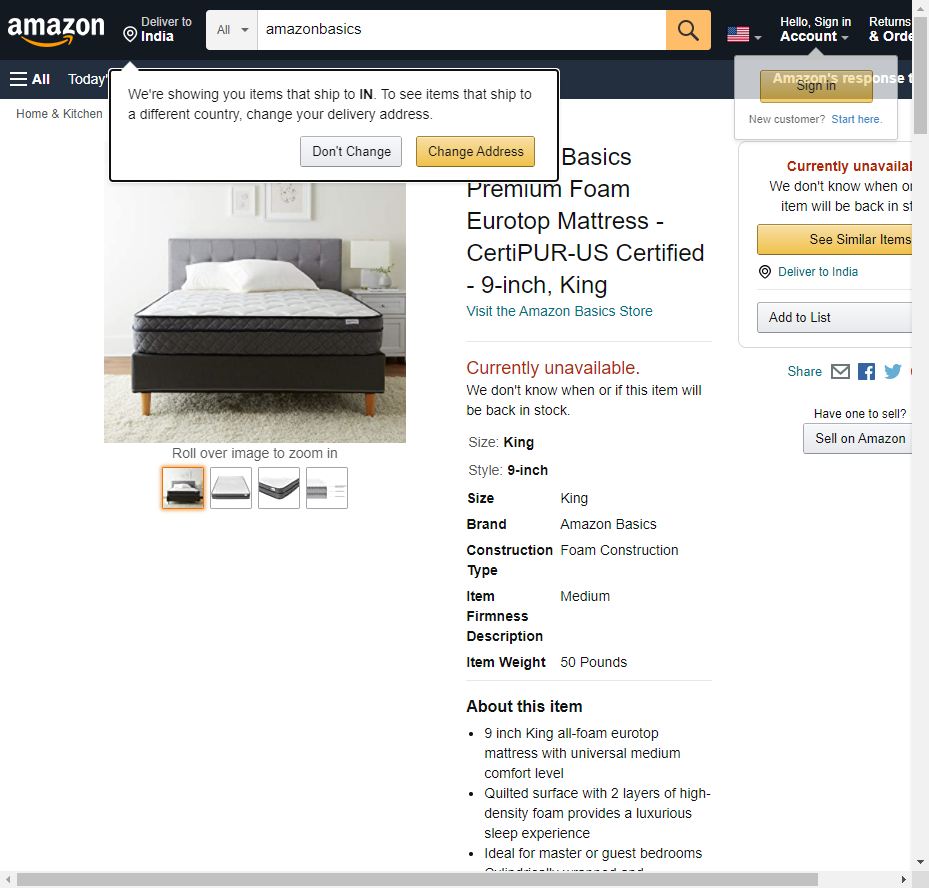 amazon
Deliver to
India
All
amazonbasics
Hello, Sign in
Account
Returns
& Orde
All
Today'
Amazon's response t
Sign in
New customer? Start here.
We're showing you items that ship to IN. To see items that ship to
a different country, change your delivery address.
Don't Change
Change Address
Home & Kitchen
Basics
Premium Foam
Eurotop Mattress -
CertiPUR-US Certified
- 9-inch, King
Visit the Amazon Basics Store
Currently unavailable.
We don't know when or if this item will
be back in stock.
Size: King
Style: 9-inch
Size King
Brand Amazon Basics
Construction Foam Construction
Type
Item Medium
Firmness
Description
Item Weight 50 Pounds
About this item
• 9 inch King all-foam eurotop
mattress with universal medium
comfort level
• Quilted surface with 2 layers of high-
density foam provides a luxurious
sleep experience
• Ideal for master or guest bedrooms
Cylindrically wrapped and
Roll over image to zoom in
Currently unavailab
We don't know when or
item will be back in st
See Similar Items
Deliver to India
Add to List
Share
Have one to sell?
Sell on Amazon